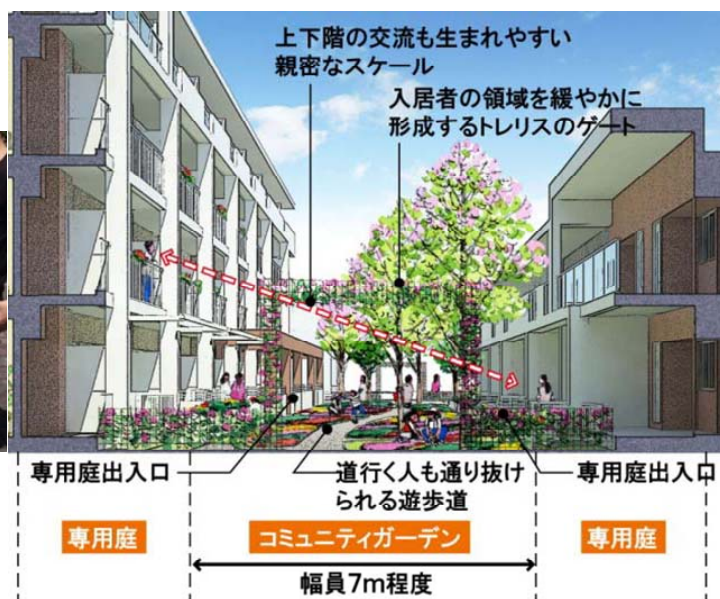 上下階の交流も生まれやすい
親密なスケール
入居者の領域を緩やかに
形成するトレリスのゲート
専用庭出入口
道行く人も通り抜け
られる遊歩道
専用庭出入口
専用庭
コミュニティガーデン
専用庭
幅員7m程度